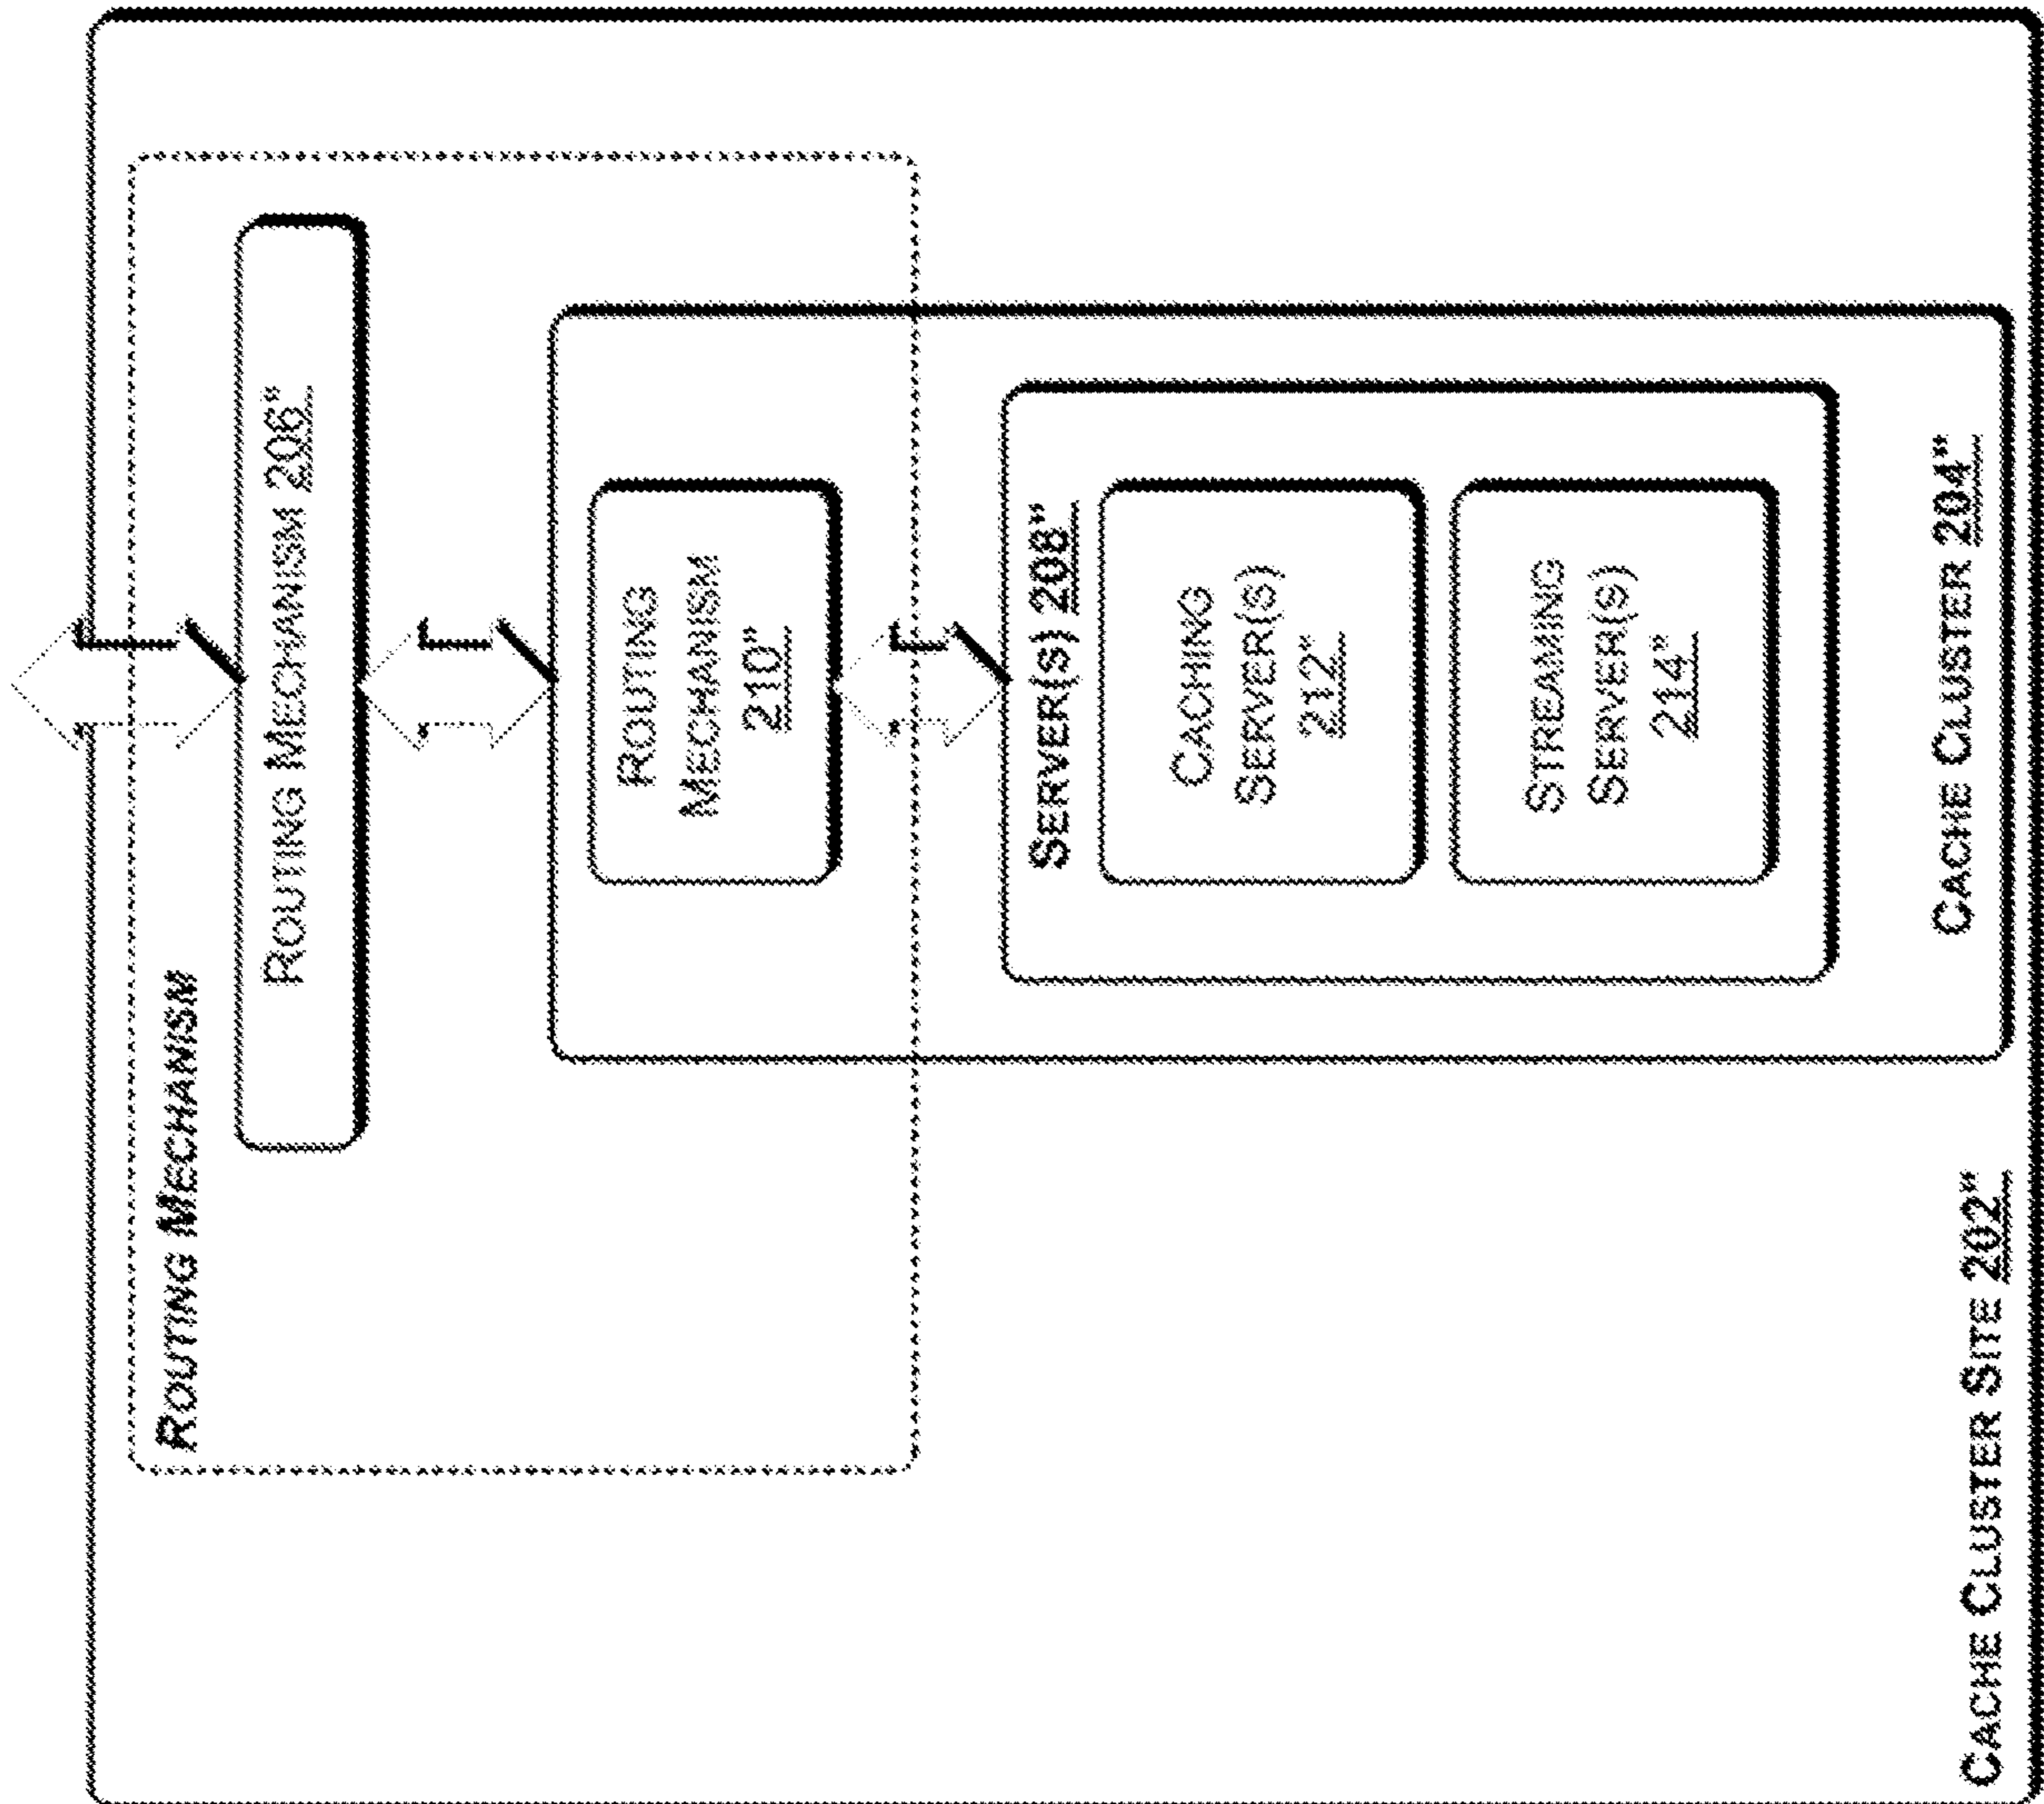 ROUTING MECHANISM
ROUTING MECHANISM 206"
ROUTING
MECHANISM
210"
SERVER(S) 208"
CACHING
SERVER(S)
212"
STREAMING
SERVER(S)
214"
CACHE CLUSTER 204"
CACHE CLUSTER SITE 202"